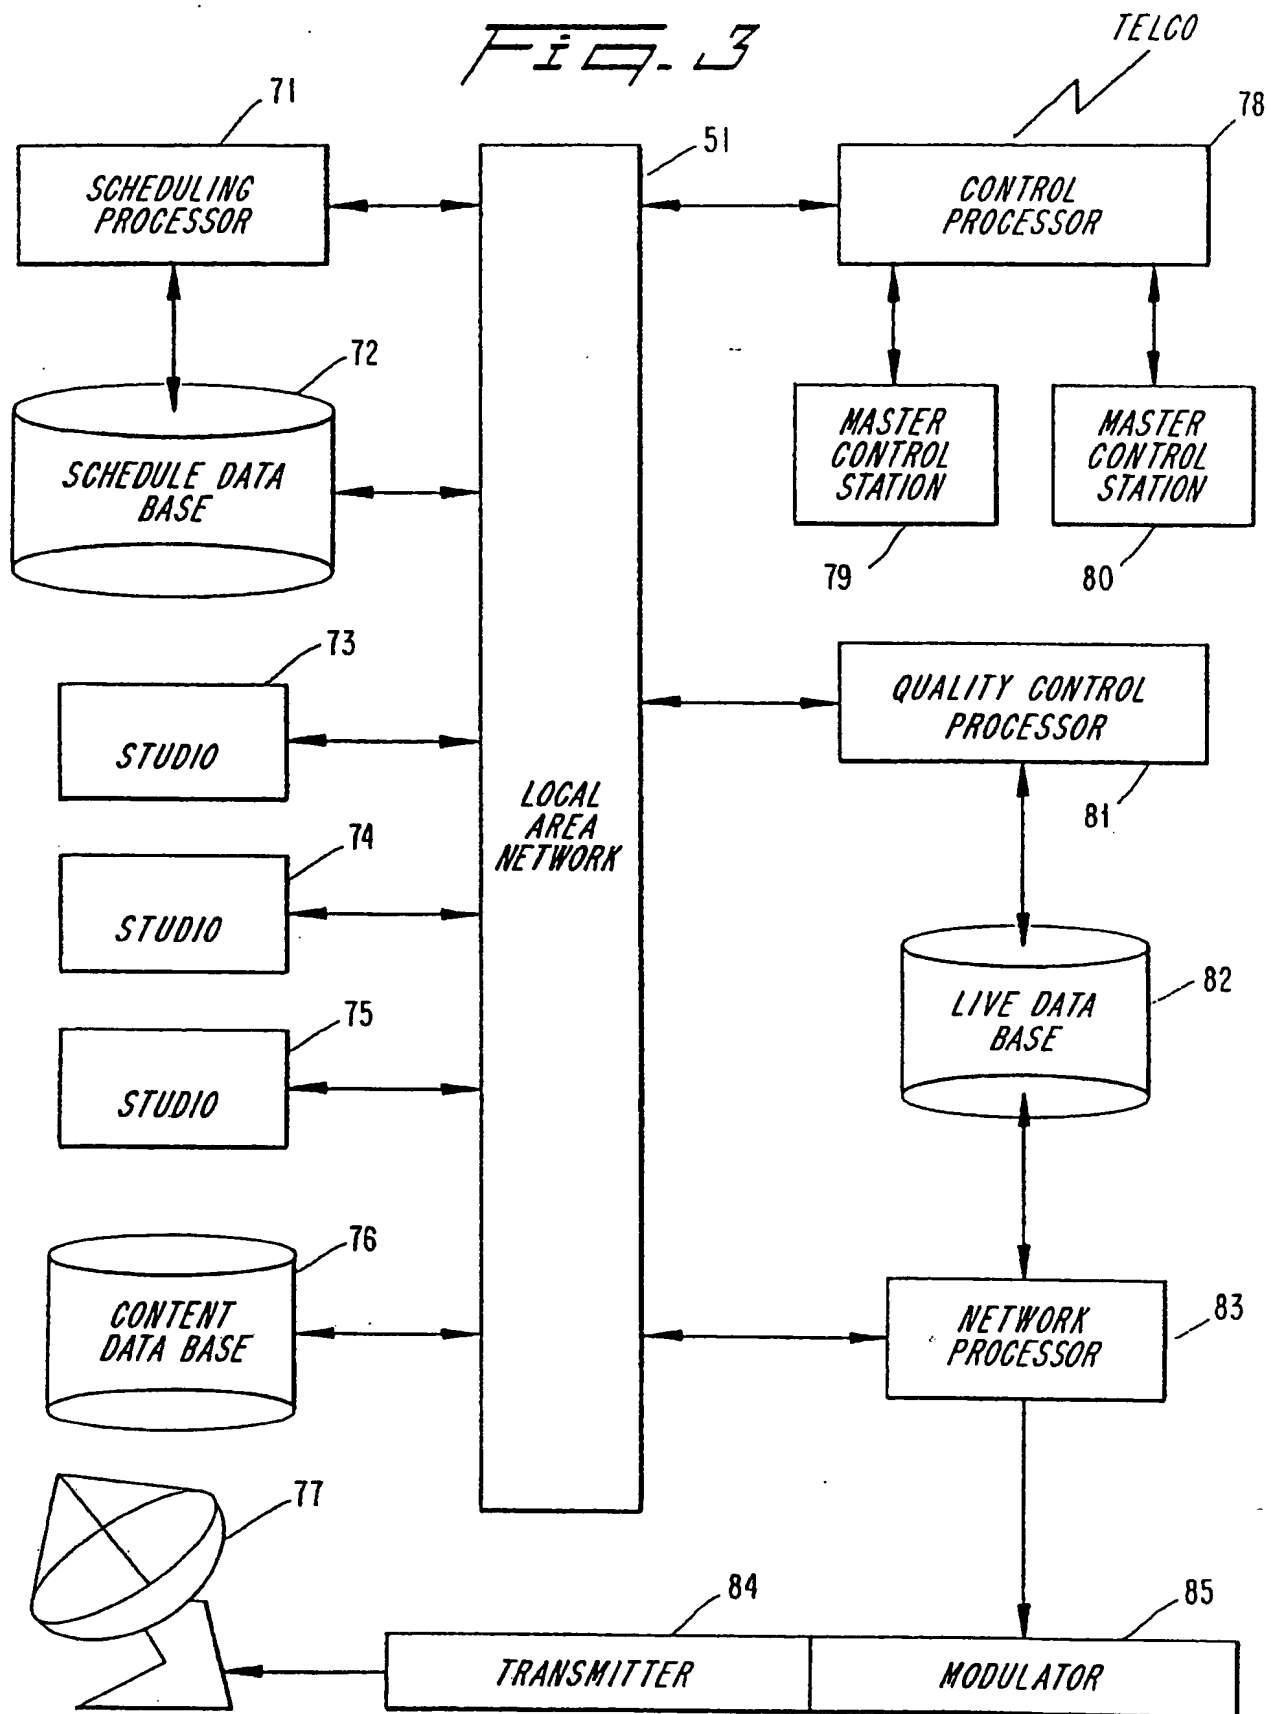 Fig. 3
TELCO
71
SCHEDULING
PROCESSOR
51
78
CONTROL
PROCESSOR
72
SCHEDULE DATA
BASE
MASTER
CONTROL
STATION
79
MASTER
CONTROL
STATION
80
73
STUDIO
QUALITY CONTROL
PROCESSOR
81
LOCAL
AREA
NETWORK
74
STUDIO
82
LIVE DATA
BASE
75
STUDIO
76
CONTENT
DATA BASE
83
NETWORK
PROCESSOR
77
84
TRANSMITTER
85
MODULATOR